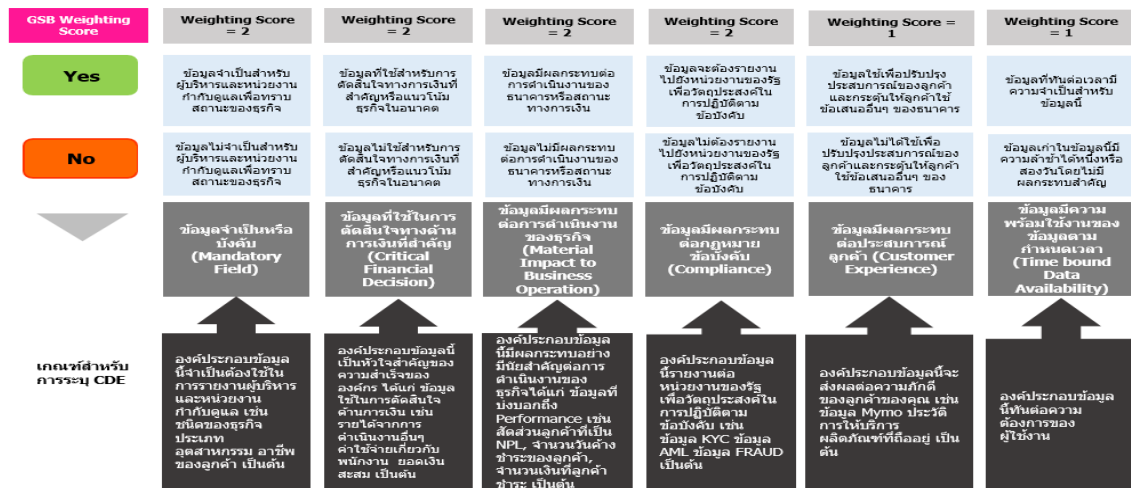 GSB Weighting
Score
Weighting Score
= 2
Weighting Score
= 2
Weighting Score
= 2
Weighting Score
= 2
Weighting Score =
1
Weighting Score
= 1
Yes
ข้อมูลจำเป็นสำหรับ
ผู้บริหารและหน่วยงาน
กำกับดูแลเพื่อทราบ
สถานะของธุรกิจ
ข้อมูลที่ใช้สำหรับการ
ตัดสินใจทางการเงินที่
สำคัญหรือแนวโน้ม
ธุรกิจในอนาคต
ข้อมูลมีผลกระทบต่อ
การดำเนินงานของ
ธนาคารหรือสถานะ
ทางการเงิน
ข้อมูลจะต้องรายงาน
ไปยังหน่วยงานของรัฐ
เพื่อวัตถุประสงค์ใน
การปฏิบัติตาม
ข้อบังคับ
ข้อมูลใช้เพื่อปรับปรุง
ประสบการณ์ของลูกค้า
และกระตุ้นให้ลูกค้าใช้
ข้อเสนออื่นๆ ของธนาคาร
ข้อมูลที่ทันต่อเวลามี
ความจำเป็นสำหรับ
ข้อมูลนี้
No
ข้อมูลไม่จำเป็นสำหรับ
ผู้บริหารและหน่วยงาน
กำกับดูแลเพื่อทราบ
สถานะของธุรกิจ
ข้อมูลไม่ใช้สำหรับการ
ตัดสินใจทางการเงินที่
สำคัญหรือแนวโน้ม
ธุรกิจในอนาคต
ข้อมูลไม่มีผลกระทบ
ต่อการดำเนินงานของ
ธนาคารหรือสถานะ
ทางการเงิน
ข้อมูลไม่ต้องรายงาน
ไปยังหน่วยงานของรัฐ
เพื่อวัตถุประสงค์ใน
การปฏิบัติตาม
ข้อบังคับ
ข้อมูลไม่ได้ใช้เพื่อ
ปรับปรุงประสบการณ์ของ
ลูกค้าและกระตุ้นให้ลูกค้า
ใช้ข้อเสนออื่นๆ ของ
ธนาคาร
ข้อมูลเก่าในข้อมูลนี้มี
ความล่าช้าได้หนึ่งหรือ
สองวันโดยไม่มี
ผลกระทบสำคัญ
ข้อมูลจำเป็นหรือ
บังคับ
(Mandatory
Field)
ข้อมูลที่ใช้ในการ
ตัดสินใจทางด้าน
การเงินที่สำคัญ
(Critical
Financial
Decision)
ข้อมูลมีผลกระทบ
ต่อการดำเนินงาน
ของธุรกิจ
(Material
Impact to
Business
Operation)
ข้อมูลมีผลกระทบ
ต่อกฎหมาย
ข้อบังคับ
(Compliance)
ข้อมูลมีผลกระทบ
ต่อประสบการณ์
ลูกค้า (Customer
Experience)
ข้อมูลมีความ
พร้อมใช้งานของ
ข้อมูลตาม
กำหนดเวลา
(Time bound
Data
Availability)
เกณฑ์สำหรับ
การระบุ CDE
องค์ประกอบข้อมูล
นี้จำเป็นต้องใช้ใน
การรายงานผู้บริหาร
และหน่วยงาน
กำกับดูแล เช่น
ชนิดของธุรกิจ
ประเภท
อุตสาหกรรม อาชีพ
ของลูกค้า เป็นต้น
องค์ประกอบข้อมูลนี้
เป็นหัวใจสำคัญของ
ความสำเร็จของ
องค์กร ได้แก่ ข้อมูล
ใช้ในการตัดสินใจ
ด้านการเงิน เช่น
รายได้จากการ
ดำเนินงานอื่นๆ
ค่าใช้จ่ายเกี่ยวกับ
พนักงาน ยอดเงิน
สะสม เป็นต้น
องค์ประกอบข้อมูล
นี้มีผลกระทบอย่าง
มีนัยสำคัญต่อการ
ดำเนินงานของ
ธุรกิจได้แก่ ข้อมูลที่
บ่งบอกถึง
Performance เช่น
สัดส่วนลูกค้าที่เป็น
NPL, จำนวนวันค้าง
ชำระของลูกค้า,
จำนวนเงินที่ลูกค้า
ชำระ เป็นต้น
องค์ประกอบข้อมูล
นี้รายงานต่อ
หน่วยงานของรัฐ
เพื่อวัตถุประสงค์ใน
การปฏิบัติตาม
ข้อบังคับ เช่น
ข้อมูล KYC ข้อมูล
AML ข้อมูล FRAUD
เป็นต้น
องค์ประกอบข้อมูลนี้จะ
ส่งผลต่อความภักดี
ของลูกค้าของคุณ เช่น
ข้อมูล Mymo ประวัติ
การให้บริการ
ผลิตภัณฑ์ที่ถืออยู่ เป็น
ต้น
องค์ประกอบข้อมูล
นี้ทันต่อความ
ต้องการของ
ผู้ใช้งาน